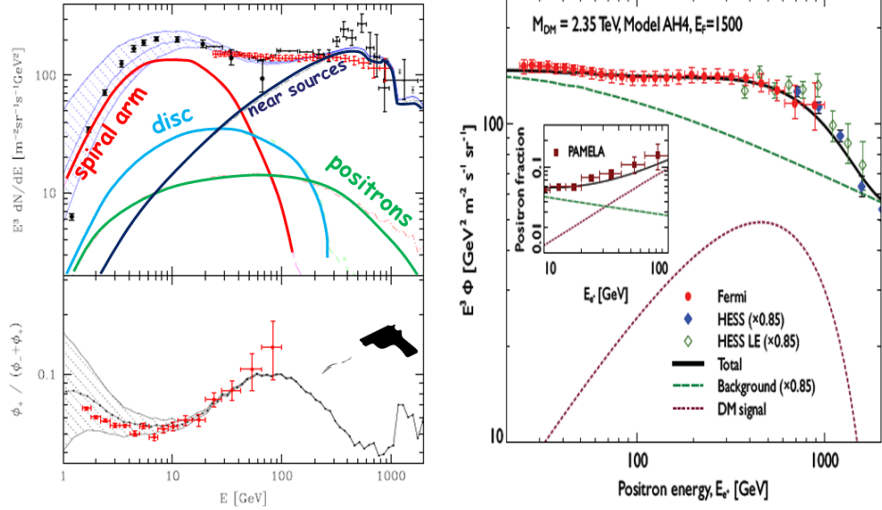 E³ dN/dE [m⁻²sr⁻¹s⁻¹GeV²]
100
10
spiral arm
disc
near sources
positrons
ϕ₊ / (ϕ₋+ϕ₊)
0.1
1
10
100
1000
E [GeV]
M_DM = 2.35 TeV, Model AH4, E_F=1500
E³ Φ [GeV² m⁻² s⁻¹ sr⁻¹]
100
10
PAMELA
Positron fraction
0.1
0.01
10
100
E_e⁺ [GeV]
Fermi
HESS (×0.85)
HESS LE (×0.85)
Total
Background (×0.85)
DM signal
100
1000
Positron energy, E_e⁺ [GeV]